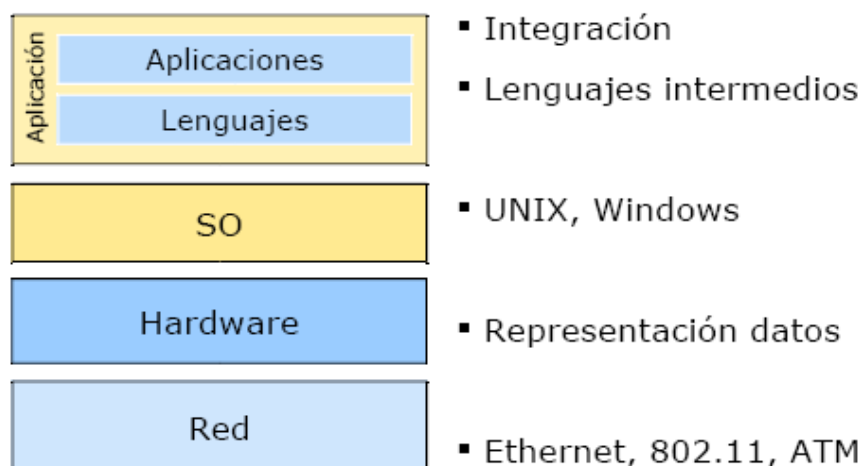 Aplicación
Aplicaciones
Lenguajes
▪ Integración
▪ Lenguajes intermedios
SO
▪ UNIX, Windows
Hardware
▪ Representación datos
Red
▪ Ethernet, 802.11, ATM